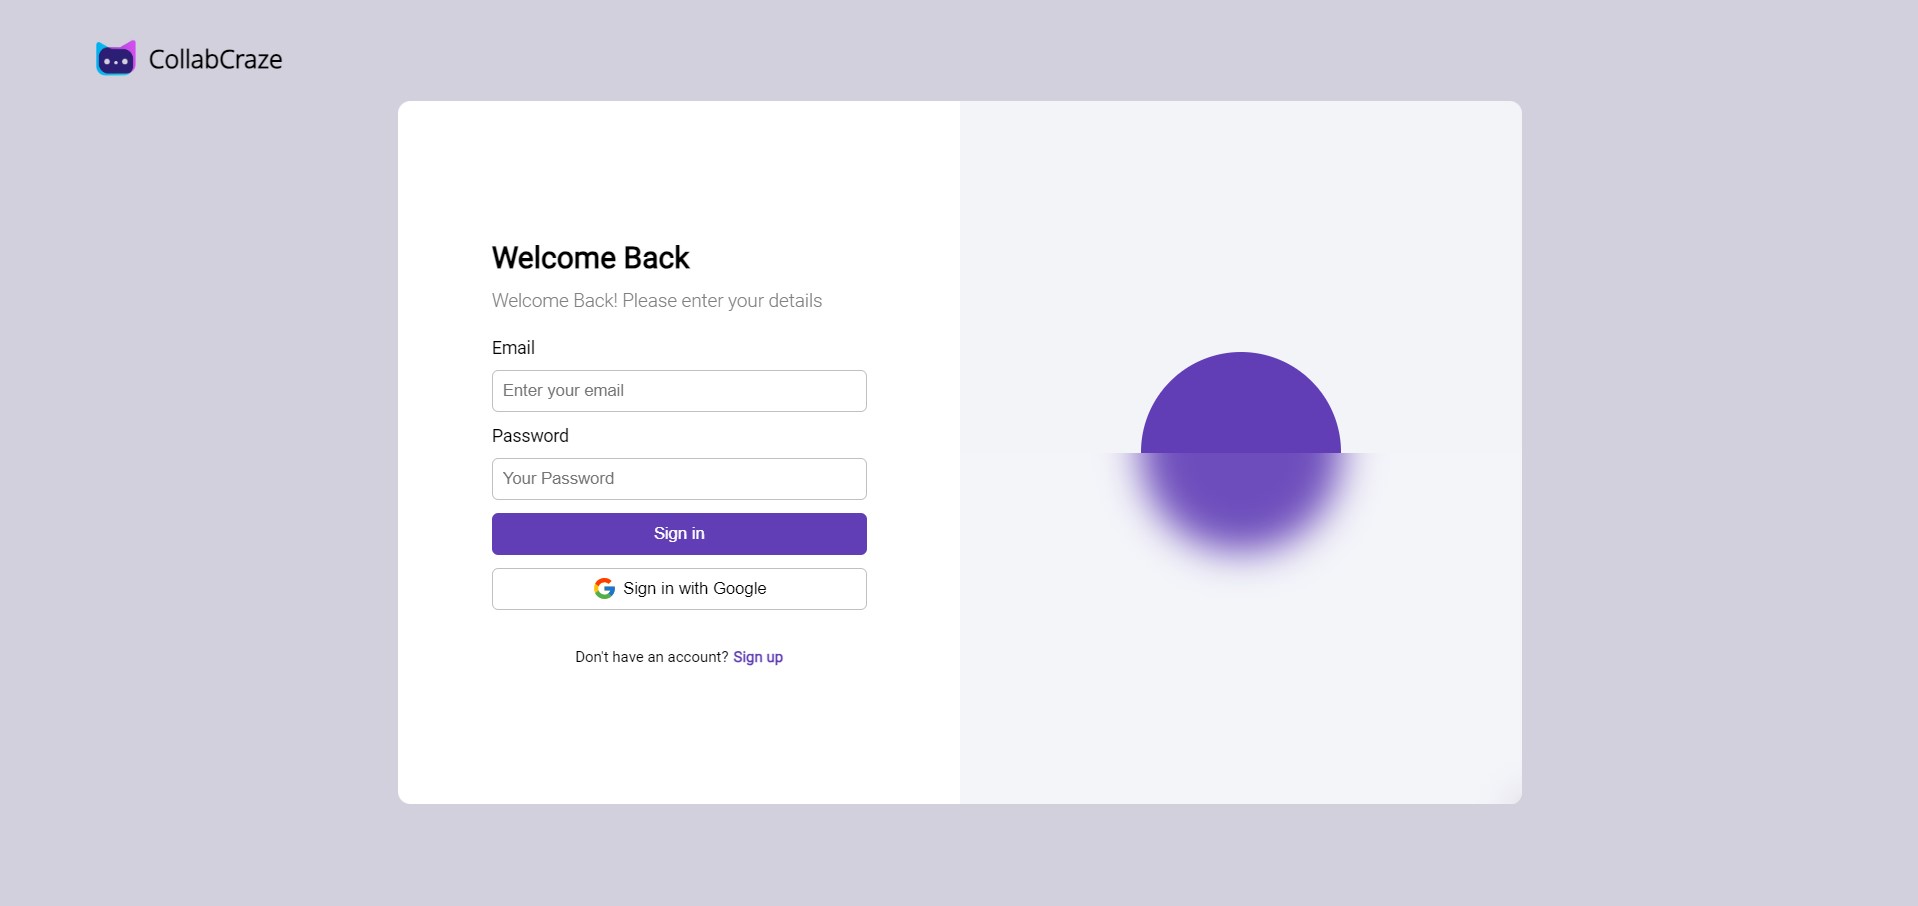 CollabCraze
Welcome Back
Welcome Back! Please enter your details
Email
Enter your email
Password
Your Password
Sign in
Sign in with Google
Don't have an account? Sign up